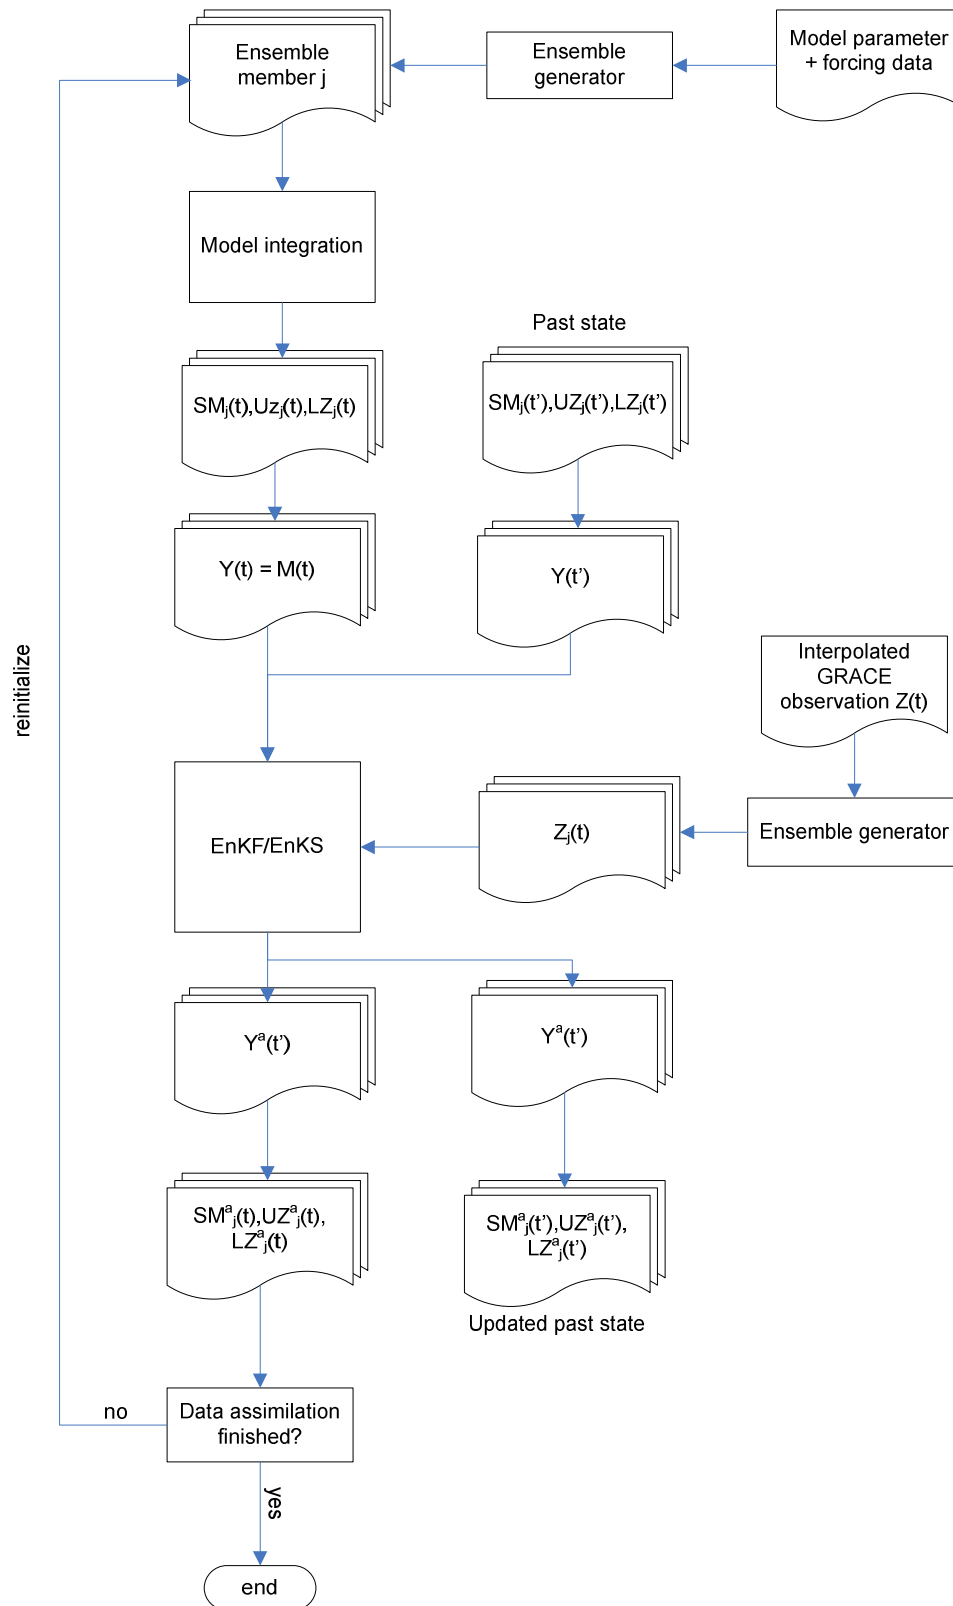 Ensemble
member j
Ensemble
generator
Model parameter
+ forcing data
Model integration
Past state
SMj(t),Uzj(t),LZj(t)
SMj(t’),UZj(t’),LZj(t’)
Y(t) = M(t)
Y(t’)
reinitialize
Interpolated
GRACE
observation Z(t)
EnKF/EnKS
Zj(t)
Ensemble generator
Yᵃ(t’)
Yᵃ(t’)
SMᵃj(t),UZᵃj(t),
LZᵃj(t)
SMᵃj(t’),UZᵃj(t’),
LZᵃj(t’)
Updated past state
no
Data assimilation
finished?
yes
end